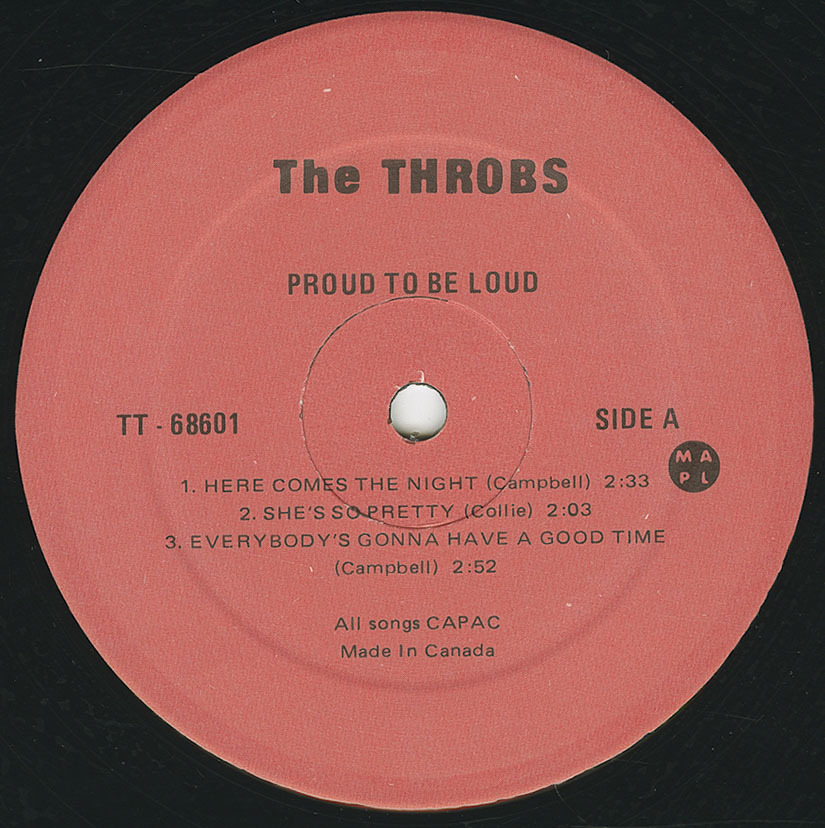 The THROBS
PROUD TO BE LOUD
TT - 68601
SIDE A
M A
P L
1. HERE COMES THE NIGHT (Campbell) 2:33
2. SHE'S SO PRETTY (Collie) 2:03
3. EVERYBODY'S GONNA HAVE A GOOD TIME
(Campbell) 2:52
All songs CAPAC
Made In Canada